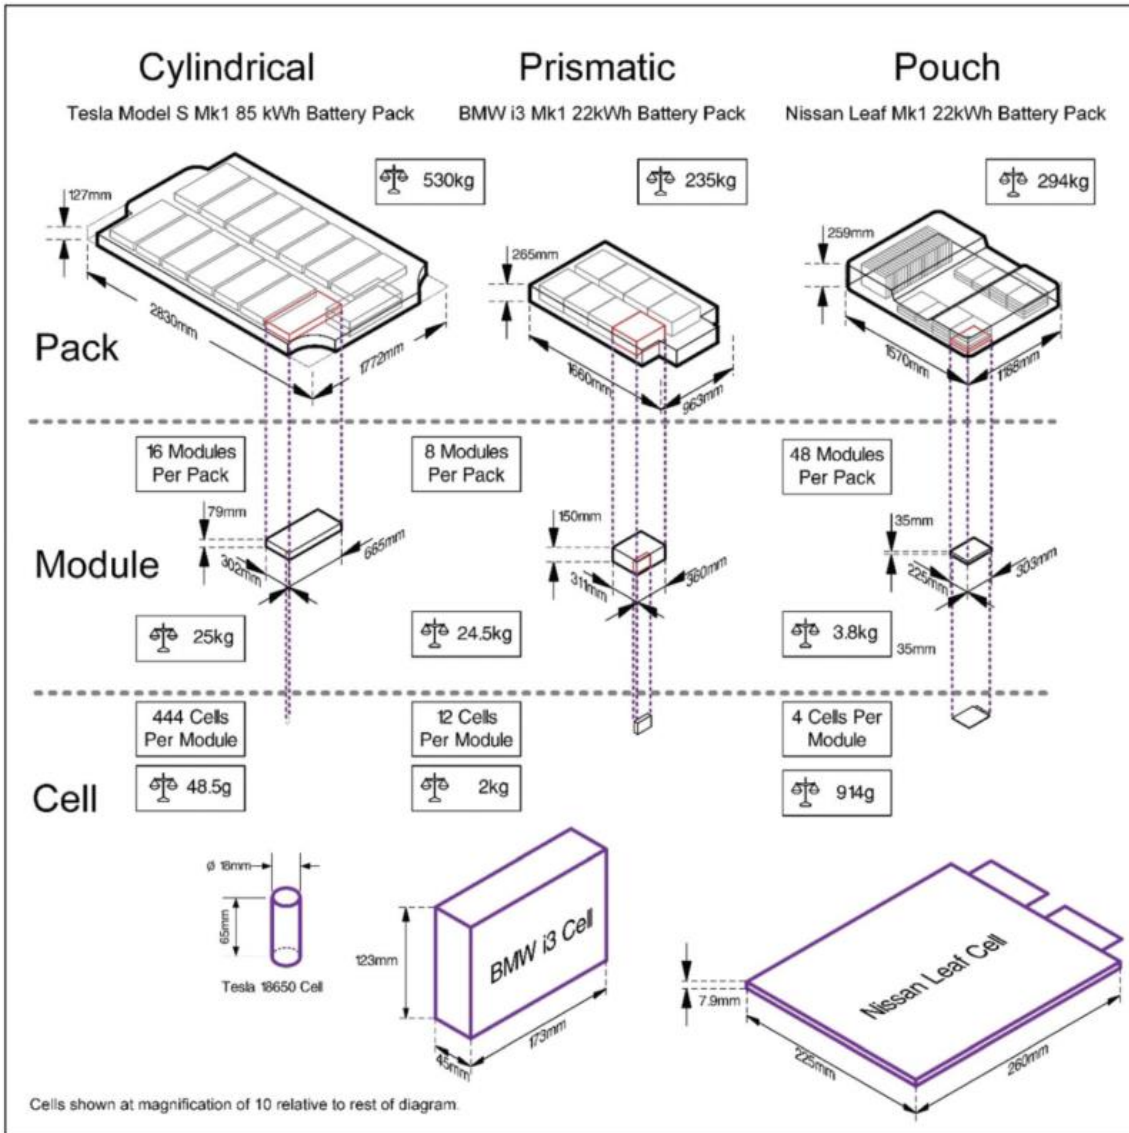 Cylindrical
Prismatic
Pouch
Tesla Model S Mk1 85 kWh Battery Pack
BMW i3 Mk1 22kWh Battery Pack
Nissan Leaf Mk1 22kWh Battery Pack
530kg
235kg
294kg
127mm
265mm
259mm
2830mm
1772mm
1660mm
963mm
1570mm
1188mm
Pack
16 Modules
Per Pack
8 Modules
Per Pack
48 Modules
Per Pack
79mm
150mm
35mm
Module
302mm
665mm
311mm
360mm
225mm
303mm
25kg
24.5kg
3.8kg
35mm
444 Cells
Per Module
12 Cells
Per Module
4 Cells Per
Module
Cell
48.5g
2kg
914g
Ø 18mm
65mm
Tesla 18650 Cell
123mm
BMW i3 Cell
45mm
173mm
Nissan Leaf Cell
7.9mm
225mm
260mm
Cells shown at magnification of 10 relative to rest of diagram.